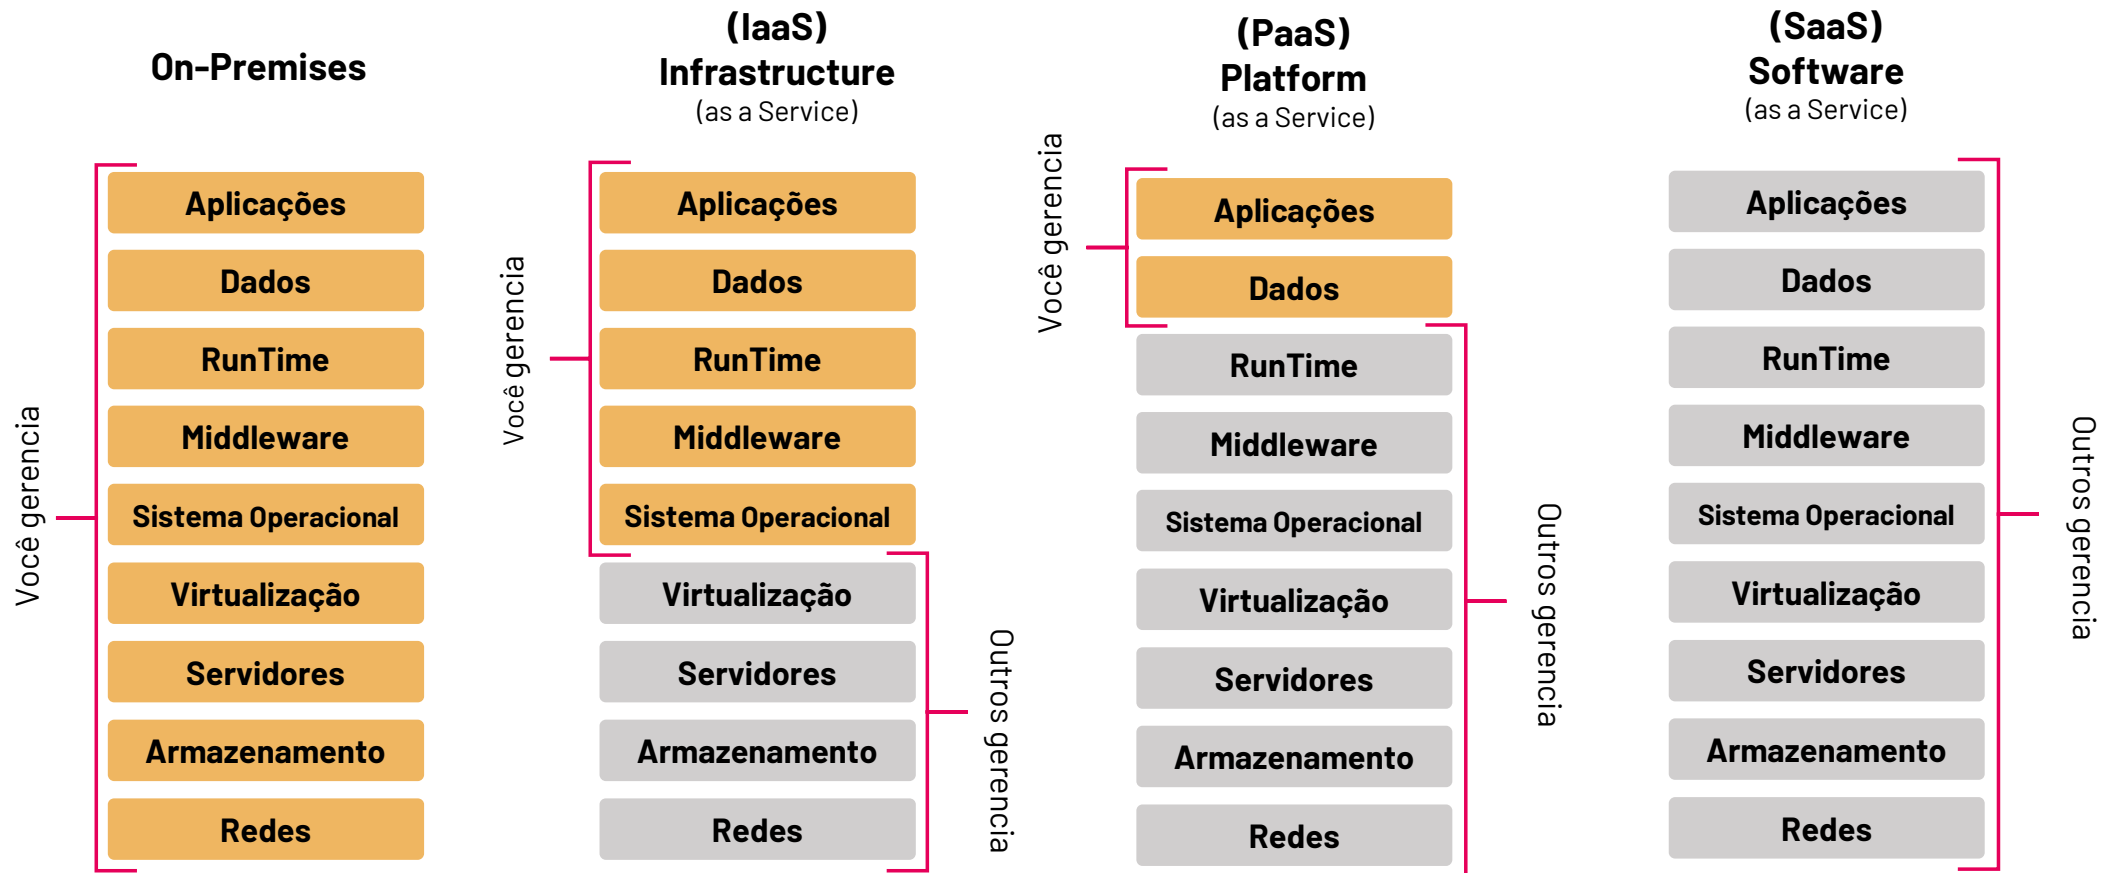 On-Premises
Você gerencia
Aplicações
Dados
RunTime
Middleware
Sistema Operacional
Virtualização
Servidores
Armazenamento
Redes
(IaaS)
Infrastructure
(as a Service)
Você gerencia
Aplicações
Dados
RunTime
Middleware
Sistema Operacional
Virtualização
Servidores
Armazenamento
Redes
Outros gerencia
(PaaS)
Platform
(as a Service)
Você gerencia
Aplicações
Dados
RunTime
Middleware
Sistema Operacional
Virtualização
Servidores
Armazenamento
Redes
Outros gerencia
(SaaS)
Software
(as a Service)
Aplicações
Dados
RunTime
Middleware
Sistema Operacional
Virtualização
Servidores
Armazenamento
Redes
Outros gerencia